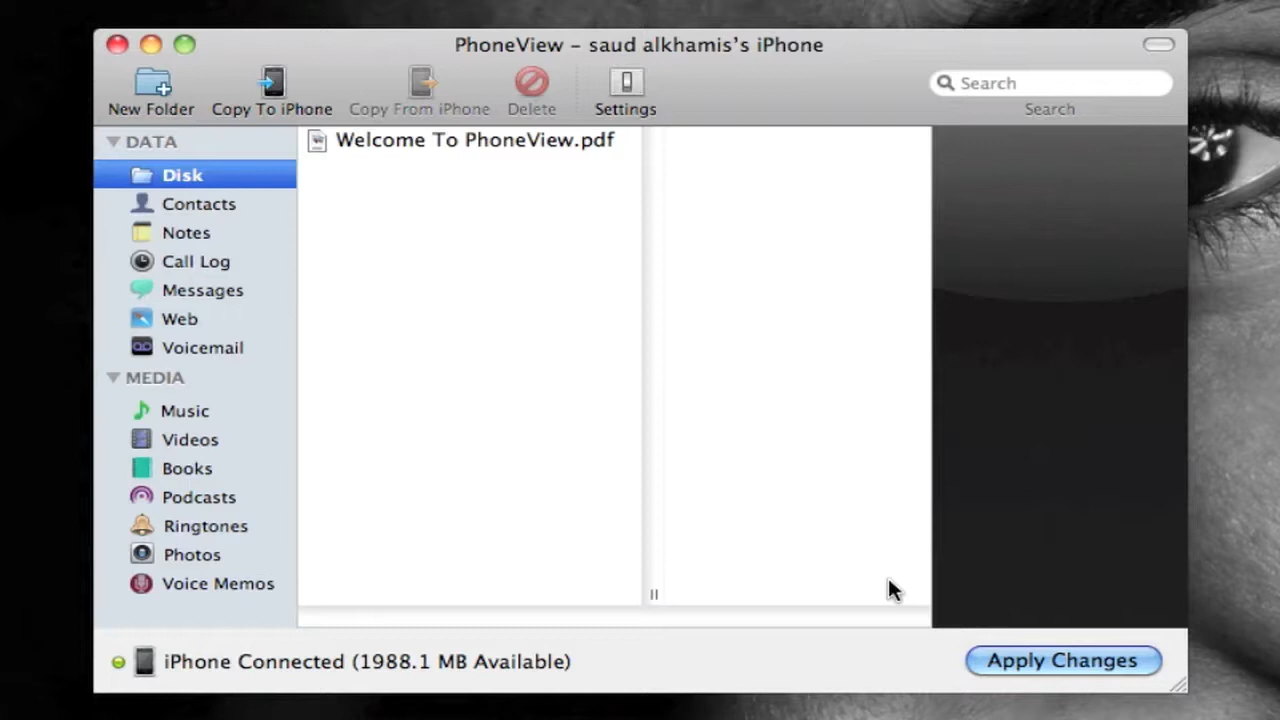 PhoneView – saud alkhamis's iPhone
New Folder
Copy To iPhone
Copy From iPhone
Delete
Settings
Search
Search
DATA
Disk
Contacts
Notes
Call Log
Messages
Web
Voicemail
MEDIA
Music
Videos
Books
Podcasts
Ringtones
Photos
Voice Memos
Welcome To PhoneView.pdf
iPhone Connected (1988.1 MB Available)
Apply Changes